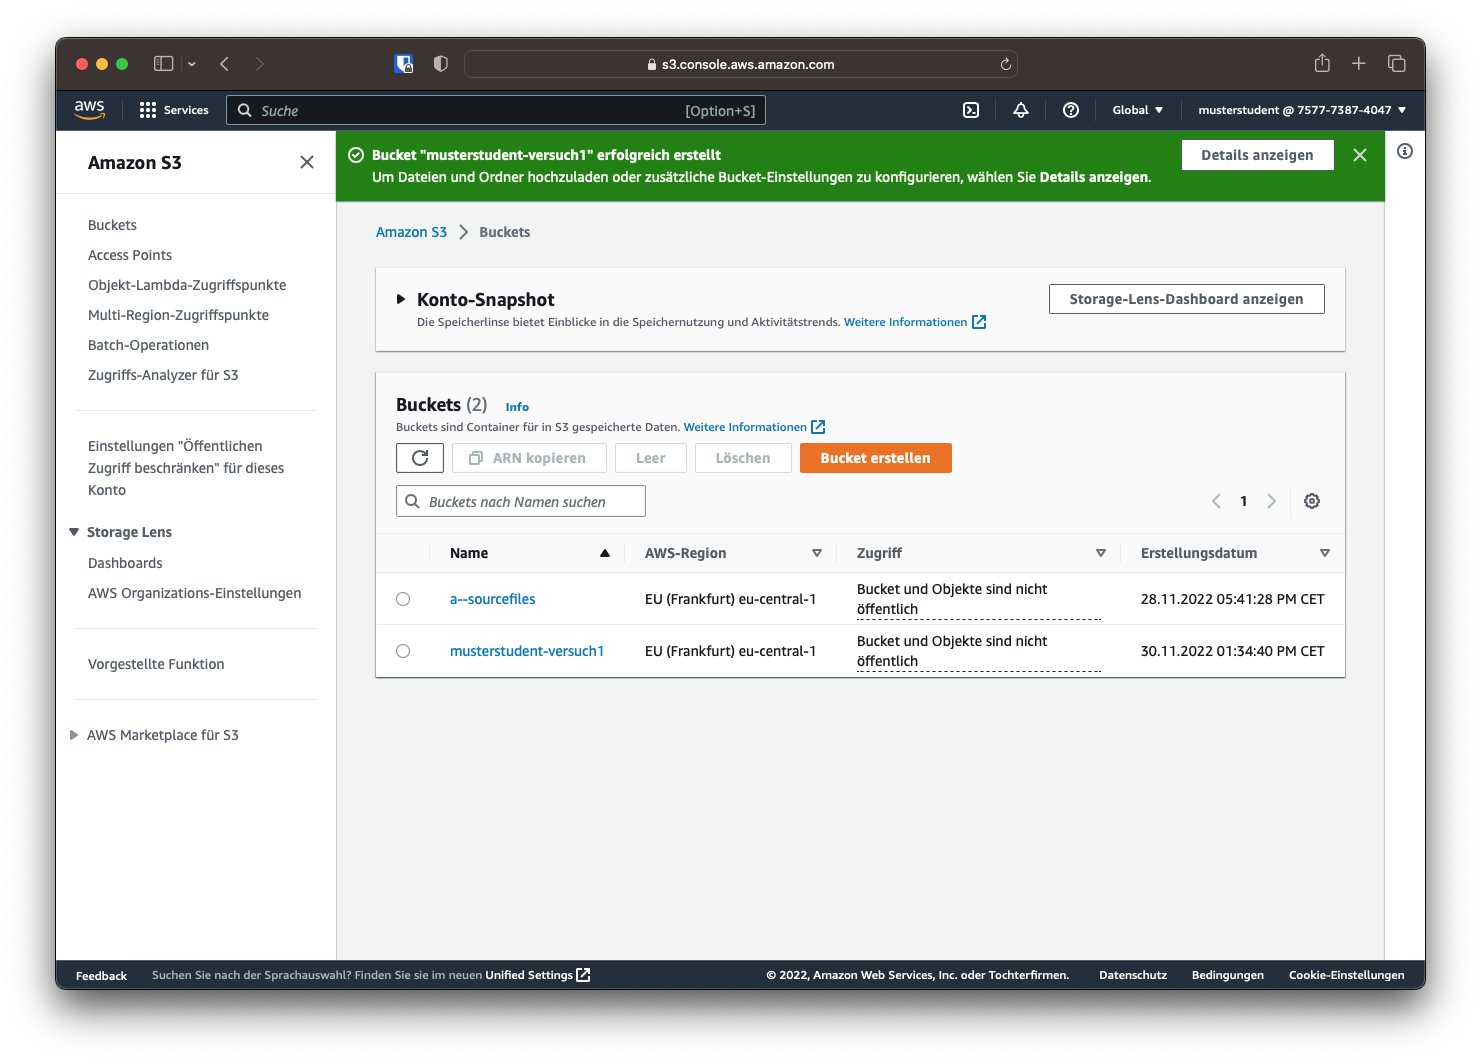 s3.console.aws.amazon.com
aws
Services
Suche
[Option+S]
Global
musterstudent @ 7577-7387-4047
Amazon S3
Buckets
Access Points
Objekt-Lambda-Zugriffspunkte
Multi-Region-Zugriffspunkte
Batch-Operationen
Zugriffs-Analyzer für S3
Einstellungen "Öffentlichen
Zugriff beschränken" für dieses
Konto
Storage Lens
Dashboards
AWS Organizations-Einstellungen
Vorgestellte Funktion
AWS Marketplace für S3
Bucket "musterstudent-versuch1" erfolgreich erstellt
Um Dateien und Ordner hochzuladen oder zusätzliche Bucket-Einstellungen zu konfigurieren, wählen Sie Details anzeigen.
Details anzeigen
Amazon S3 > Buckets
Konto-Snapshot
Die Speicherlinse bietet Einblicke in die Speichernutzung und Aktivitätstrends. Weitere Informationen
Storage-Lens-Dashboard anzeigen
Buckets (2) Info
Buckets sind Container für in S3 gespeicherte Daten. Weitere Informationen
ARN kopieren
Leer
Löschen
Bucket erstellen
Buckets nach Namen suchen
1
Name AWS-Region Zugriff Erstellungsdatum
a--sourcefiles EU (Frankfurt) eu-central-1 Bucket und Objekte sind nicht
öffentlich 28.11.2022 05:41:28 PM CET
musterstudent-versuch1 EU (Frankfurt) eu-central-1 Bucket und Objekte sind nicht
öffentlich 30.11.2022 01:34:40 PM CET
Feedback
Suchen Sie nach der Sprachauswahl? Finden Sie sie im neuen Unified Settings
© 2022, Amazon Web Services, Inc. oder Tochterfirmen.
Datenschutz
Bedingungen
Cookie-Einstellungen